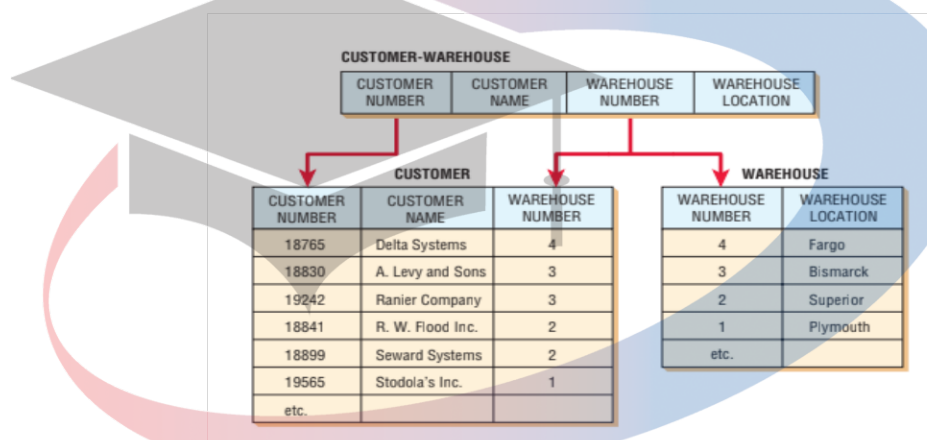 CUSTOMER-WAREHOUSE
CUSTOMER NUMBER CUSTOMER NAME WAREHOUSE NUMBER WAREHOUSE LOCATION
CUSTOMER
CUSTOMER NUMBER CUSTOMER NAME WAREHOUSE NUMBER
18765 Delta Systems 4
18830 A. Levy and Sons 3
19242 Ranier Company 3
18841 R. W. Flood Inc. 2
18899 Seward Systems 2
19565 Stodola's Inc. 1
etc.
WAREHOUSE
WAREHOUSE NUMBER WAREHOUSE LOCATION
4 Fargo
3 Bismarck
2 Superior
1 Plymouth
etc.